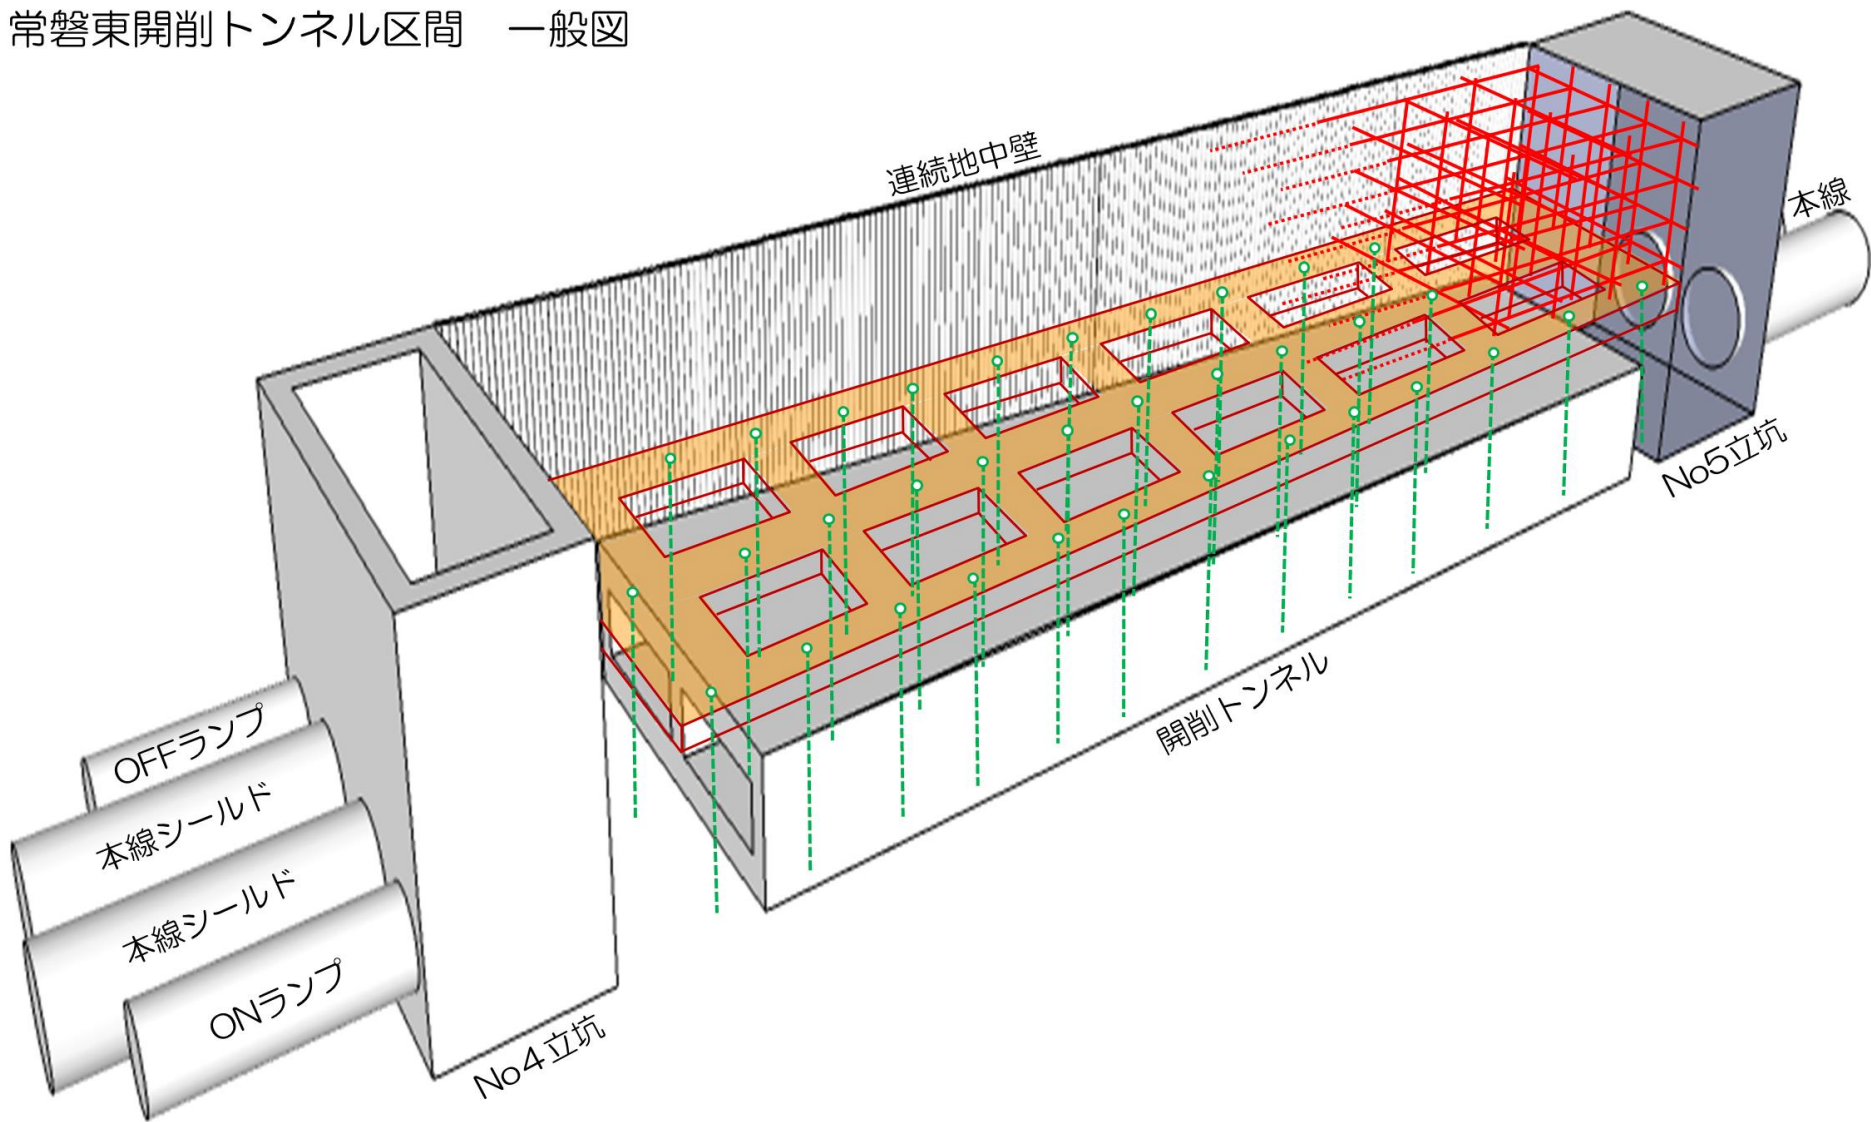 常磐東開削トンネル区間　一般図
連続地中壁
本線
No5立坑
開削トンネル
OFFランプ
本線シールド
本線シールド
ONランプ
No4立坑